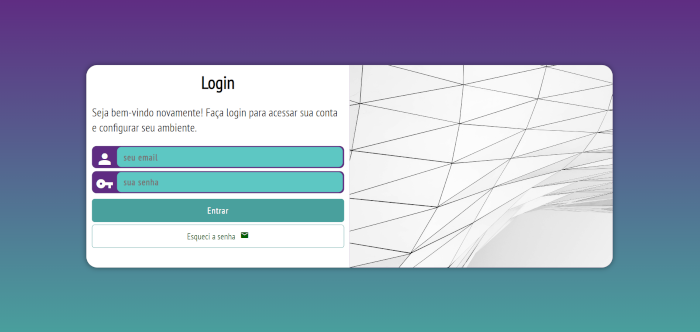 Login
Seja bem-vindo novamente! Faça login para acessar sua conta
e configurar seu ambiente.
seu email
sua senha
Entrar
Esqueci a senha